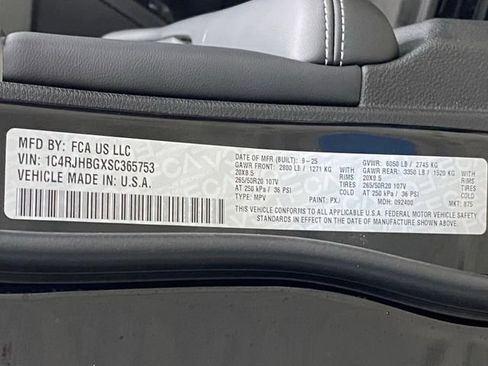 MFD BY: FCA US LLC
VIN: 1C4RJHBGXSC365753
VEHICLE MADE IN U.S.A.
DATE OF MFR (BUILT): 9-25 GVWR: 6050 LB / 2745 KG
GAWR FRONT: 2800 LB / 1271 KG GAWR REAR: 3350 LB / 1520 KG
20X8.5 20X8.5
265/50R20 107V 265/50R20 107V
AT 250 kPa / 36 PSI COLD AT 250 kPa / 36 PSI COLD
TYPE: MPV PAINT: PXJ MDH: 092400 MKT: 875
THIS VEHICLE CONFORMS TO ALL APPLICABLE U.S.A. FEDERAL MOTOR VEHICLE SAFETY
STANDARDS IN EFFECT ON THE DATE OF MANUFACTURE SHOWN ABOVE.